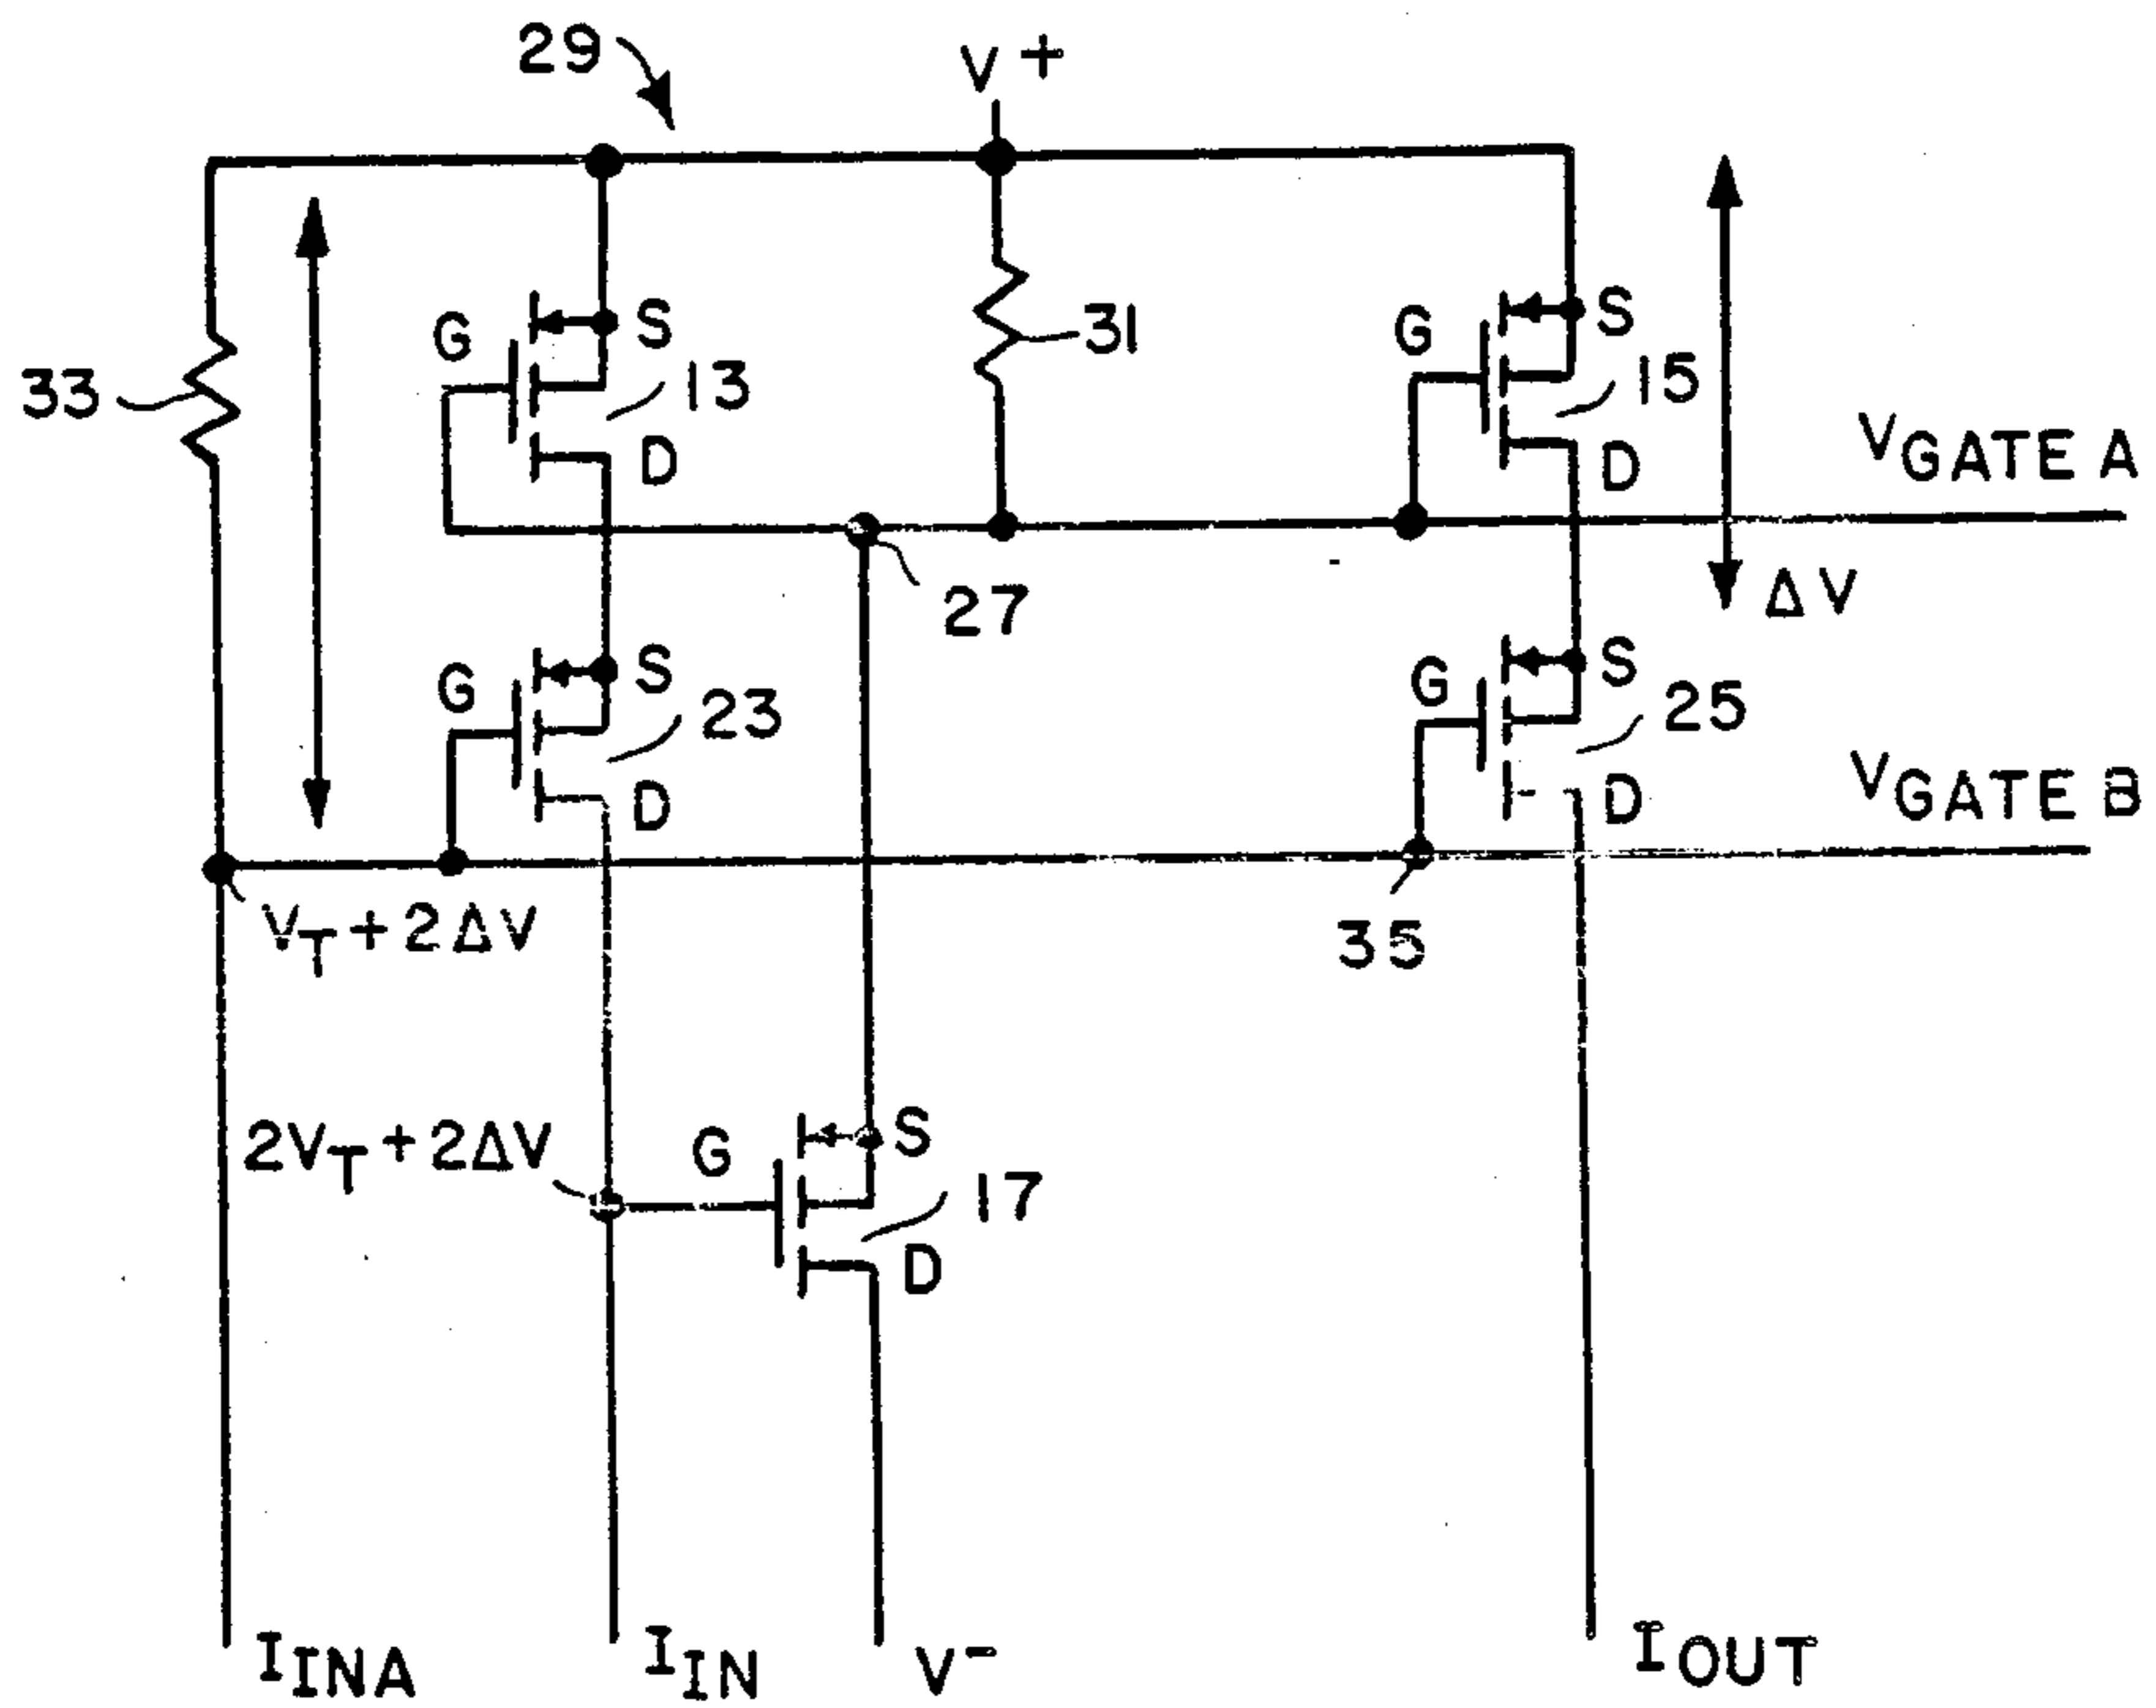 29
V+
G
S
13
D
31
G
S
15
D
33
VGATE A
27
ΔV
G
S
23
D
G
S
25
D
VGATE B
VT+2ΔV
35
2VT+2ΔV
G
S
17
D
IINA
IIN
V-
IOUT